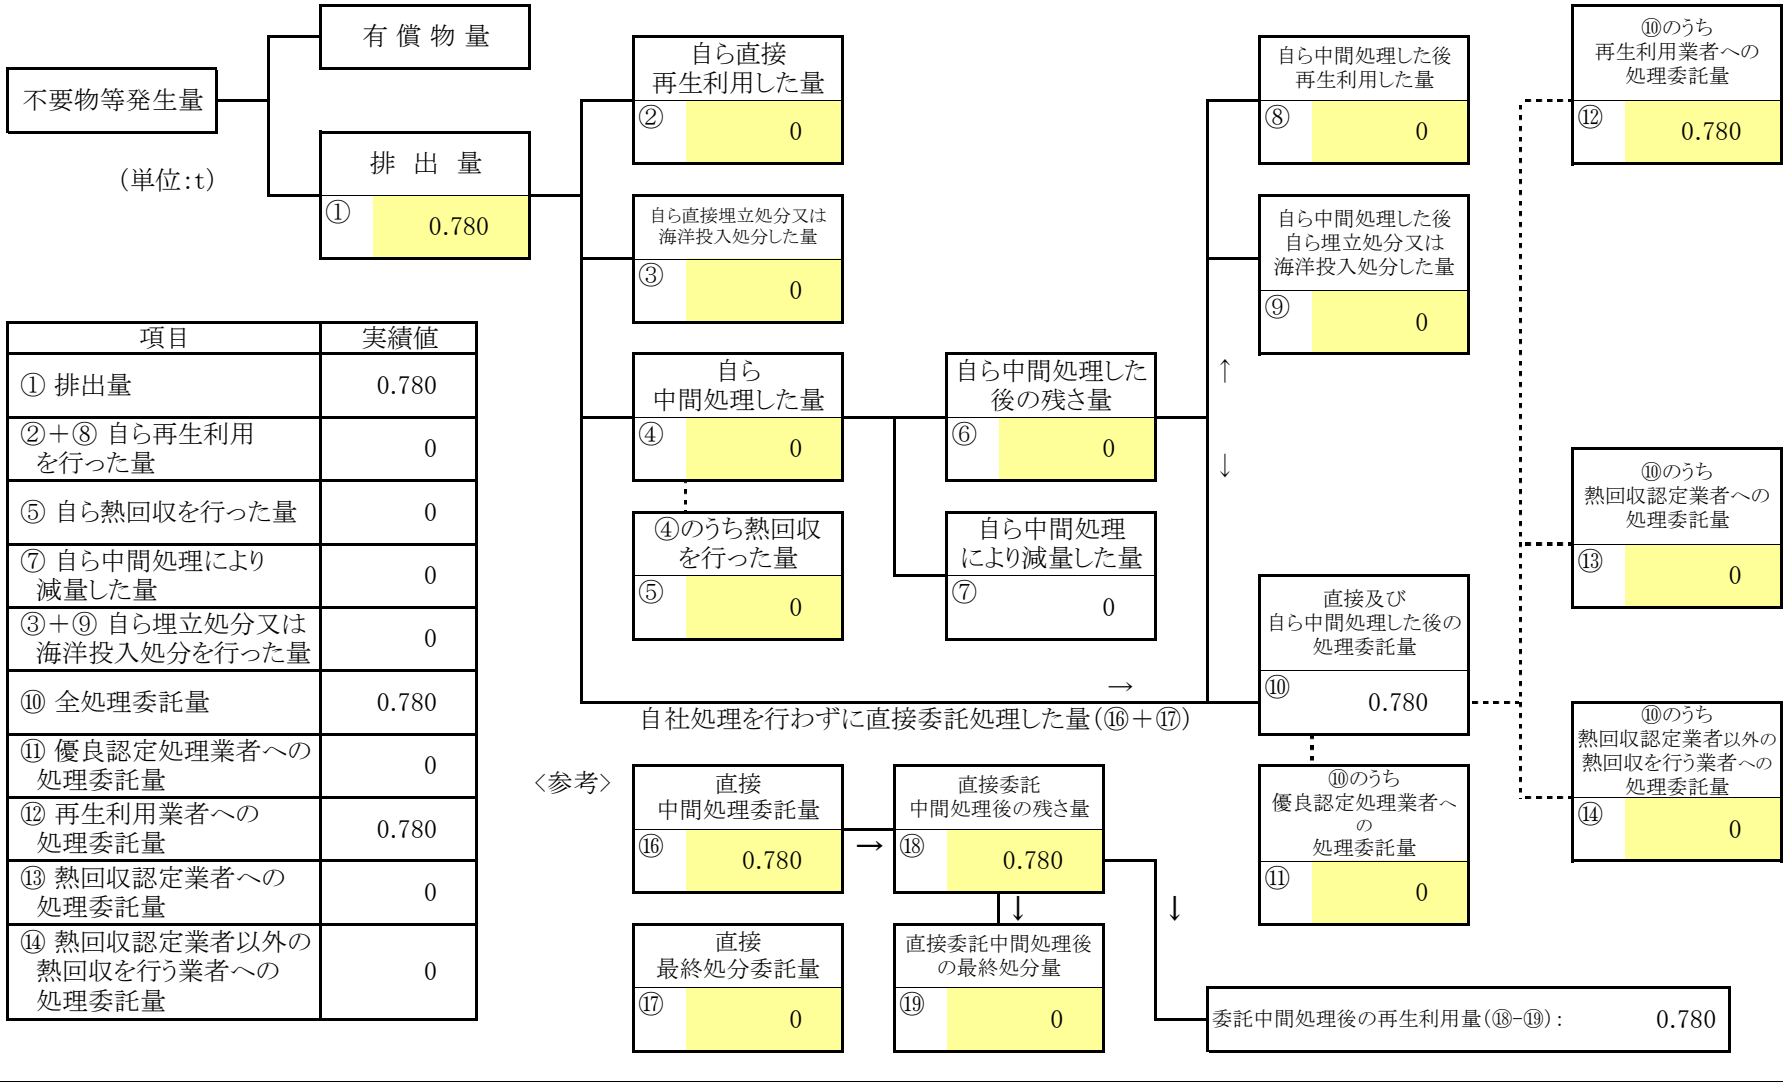 不要物等発生量
(単位:t)
有 償 物 量
排 出 量
① 0.780
自ら直接
再生利用した量
② 0
自ら直接埋立処分又は
海洋投入処分した量
③ 0
自ら
中間処理した量
④ 0
④のうち熱回収
を行った量
⑤ 0
自ら中間処理した
後の残さ量
⑥ 0
自ら中間処理
により減量した量
⑦ 0
↑
↓
自ら中間処理した後
再生利用した量
⑧ 0
自ら中間処理した後
自ら埋立処分又は
海洋投入処分した量
⑨ 0
直接及び
自ら中間処理した後の
処理委託量
⑩ 0.780
→
自社処理を行わずに直接委託処理した量(⑯+⑰)
⑩のうち
優良認定処理業者へ
の
処理委託量
⑪ 0
⑩のうち
再生利用業者への
処理委託量
⑫ 0.780
⑩のうち
熱回収認定業者への
処理委託量
⑬ 0
⑩のうち
熱回収認定業者以外の
熱回収を行う業者への
処理委託量
⑭ 0
項目 実績値
① 排出量 0.780
②+⑧ 自ら再生利用
を行った量 0
⑤ 自ら熱回収を行った量 0
⑦ 自ら中間処理により
減量した量 0
③+⑨ 自ら埋立処分又は
海洋投入処分を行った量 0
⑩ 全処理委託量 0.780
⑪ 優良認定処理業者への
処理委託量 0
⑫ 再生利用業者への
処理委託量 0.780
⑬ 熱回収認定業者への
処理委託量 0
⑭ 熱回収認定業者以外の
熱回収を行う業者への
処理委託量 0
〈参考〉
直接
中間処理委託量
⑯ 0.780
→
直接委託
中間処理後の残さ量
⑱ 0.780
↓
↓
直接
最終処分委託量
⑰ 0
直接委託中間処理後
の最終処分量
⑲ 0
委託中間処理後の再生利用量(⑱-⑲): 0.780